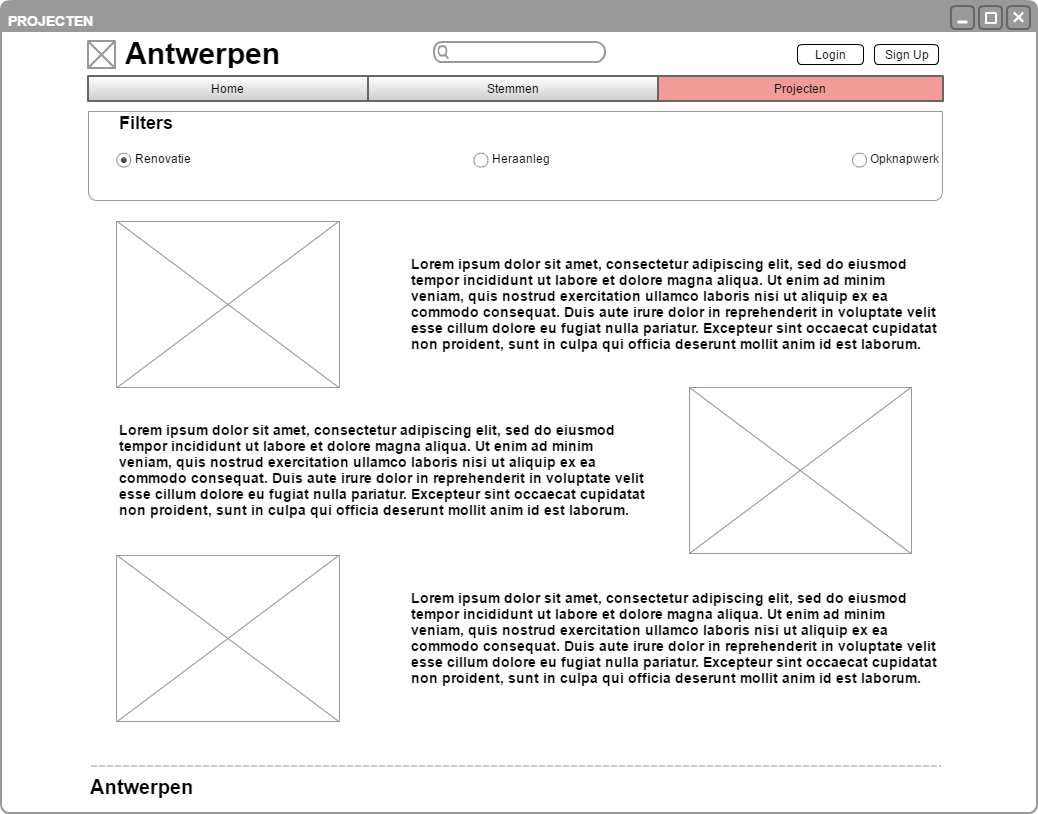 PROJECTEN
Antwerpen
Login
Sign Up
Home
Stemmen
Projecten
Filters
Renovatie
Heraanleg
Opknapwerk
Lorem ipsum dolor sit amet, consectetur adipiscing elit, sed do eiusmod
tempor incididunt ut labore et dolore magna aliqua. Ut enim ad minim
veniam, quis nostrud exercitation ullamco laboris nisi ut aliquip ex ea
commodo consequat. Duis aute irure dolor in reprehenderit in voluptate velit
esse cillum dolore eu fugiat nulla pariatur. Excepteur sint occaecat cupidatat
non proident, sunt in culpa qui officia deserunt mollit anim id est laborum.
Lorem ipsum dolor sit amet, consectetur adipiscing elit, sed do eiusmod
tempor incididunt ut labore et dolore magna aliqua. Ut enim ad minim
veniam, quis nostrud exercitation ullamco laboris nisi ut aliquip ex ea
commodo consequat. Duis aute irure dolor in reprehenderit in voluptate velit
esse cillum dolore eu fugiat nulla pariatur. Excepteur sint occaecat cupidatat
non proident, sunt in culpa qui officia deserunt mollit anim id est laborum.
Lorem ipsum dolor sit amet, consectetur adipiscing elit, sed do eiusmod
tempor incididunt ut labore et dolore magna aliqua. Ut enim ad minim
veniam, quis nostrud exercitation ullamco laboris nisi ut aliquip ex ea
commodo consequat. Duis aute irure dolor in reprehenderit in voluptate velit
esse cillum dolore eu fugiat nulla pariatur. Excepteur sint occaecat cupidatat
non proident, sunt in culpa qui officia deserunt mollit anim id est laborum.
Antwerpen